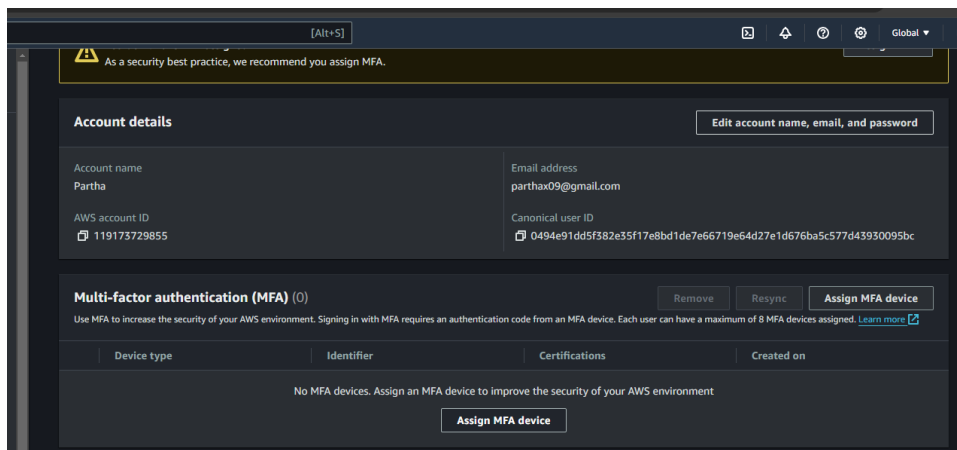 [Alt+S]
Global
As a security best practice, we recommend you assign MFA.
Account details
Edit account name, email, and password
Account name
Partha
Email address
parthax09@gmail.com
AWS account ID
119173729855
Canonical user ID
0494e91dd5f382e35f17e8bd1de7e66719e64d27e1d676ba5c577d43930095bc
Multi-factor authentication (MFA) (0)
Remove
Resync
Assign MFA device
Use MFA to increase the security of your AWS environment. Signing in with MFA requires an authentication code from an MFA device. Each user can have a maximum of 8 MFA devices assigned. Learn more
Device type
Identifier
Certifications
Created on
No MFA devices. Assign an MFA device to improve the security of your AWS environment
Assign MFA device